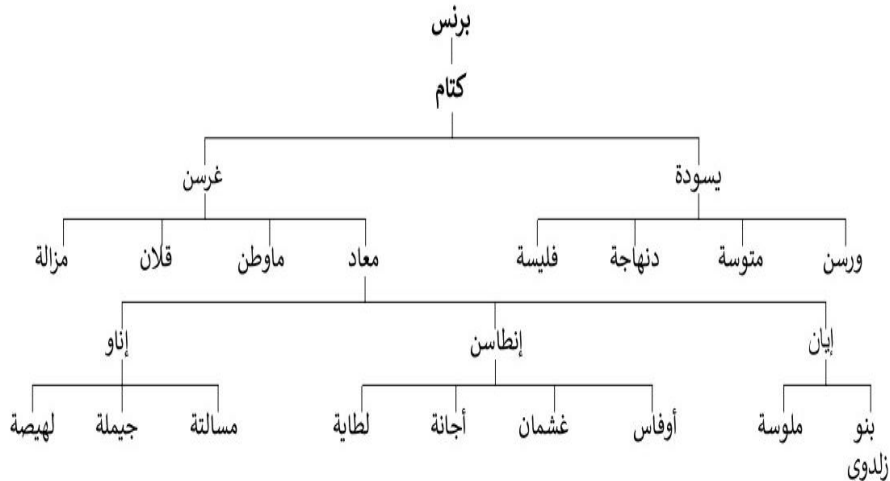 برنس
كتام
يسودة غرسن
ورسن متوسة دنهاجة فليسة معاد ماوطن قلان مزالة
إيان إنطاسن إناو
بنو زلدوى ملوسة أوفاس غشمان أجانة لطاية مسالتة جيملة لهيصة